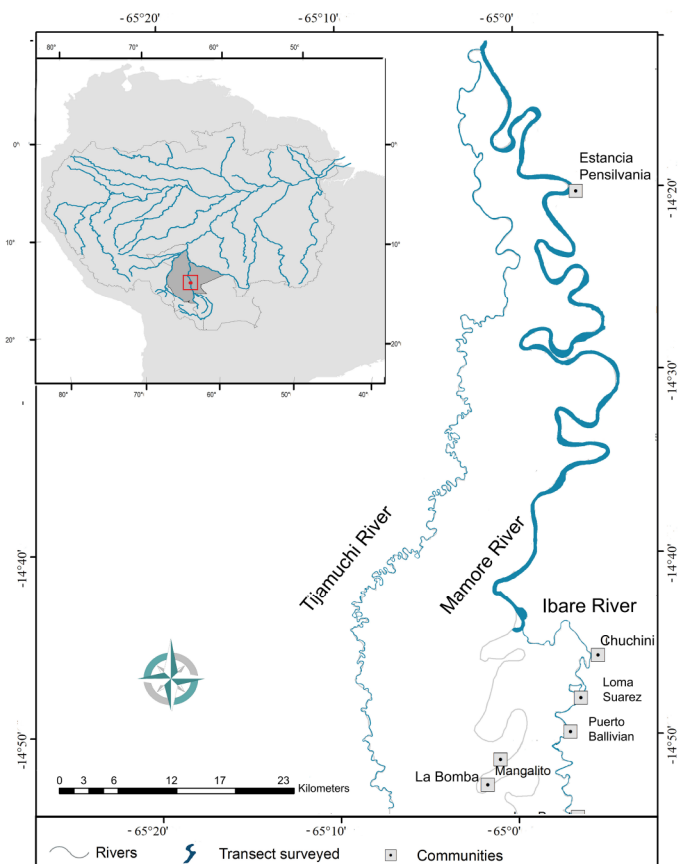 -65°20' -65°10' -65°0'
80° 70° 60° 50°
0° 0°
10° 10°
20° 20°
80° 70° 60° 50° 40°
Estancia
Pensilvania
-14°20'
-14°30'
-14°40' -14°40'
-14°50' -14°50'
Tijamuchi River
Mamore River
Ibare River
Chuchini
Loma
Suarez
Puerto
Ballivian
Mangalito
La Bomba
0 3 6 12 17 23
Kilometers
-65°20' -65°10' -65°0'
Rivers Transect surveyed Communities